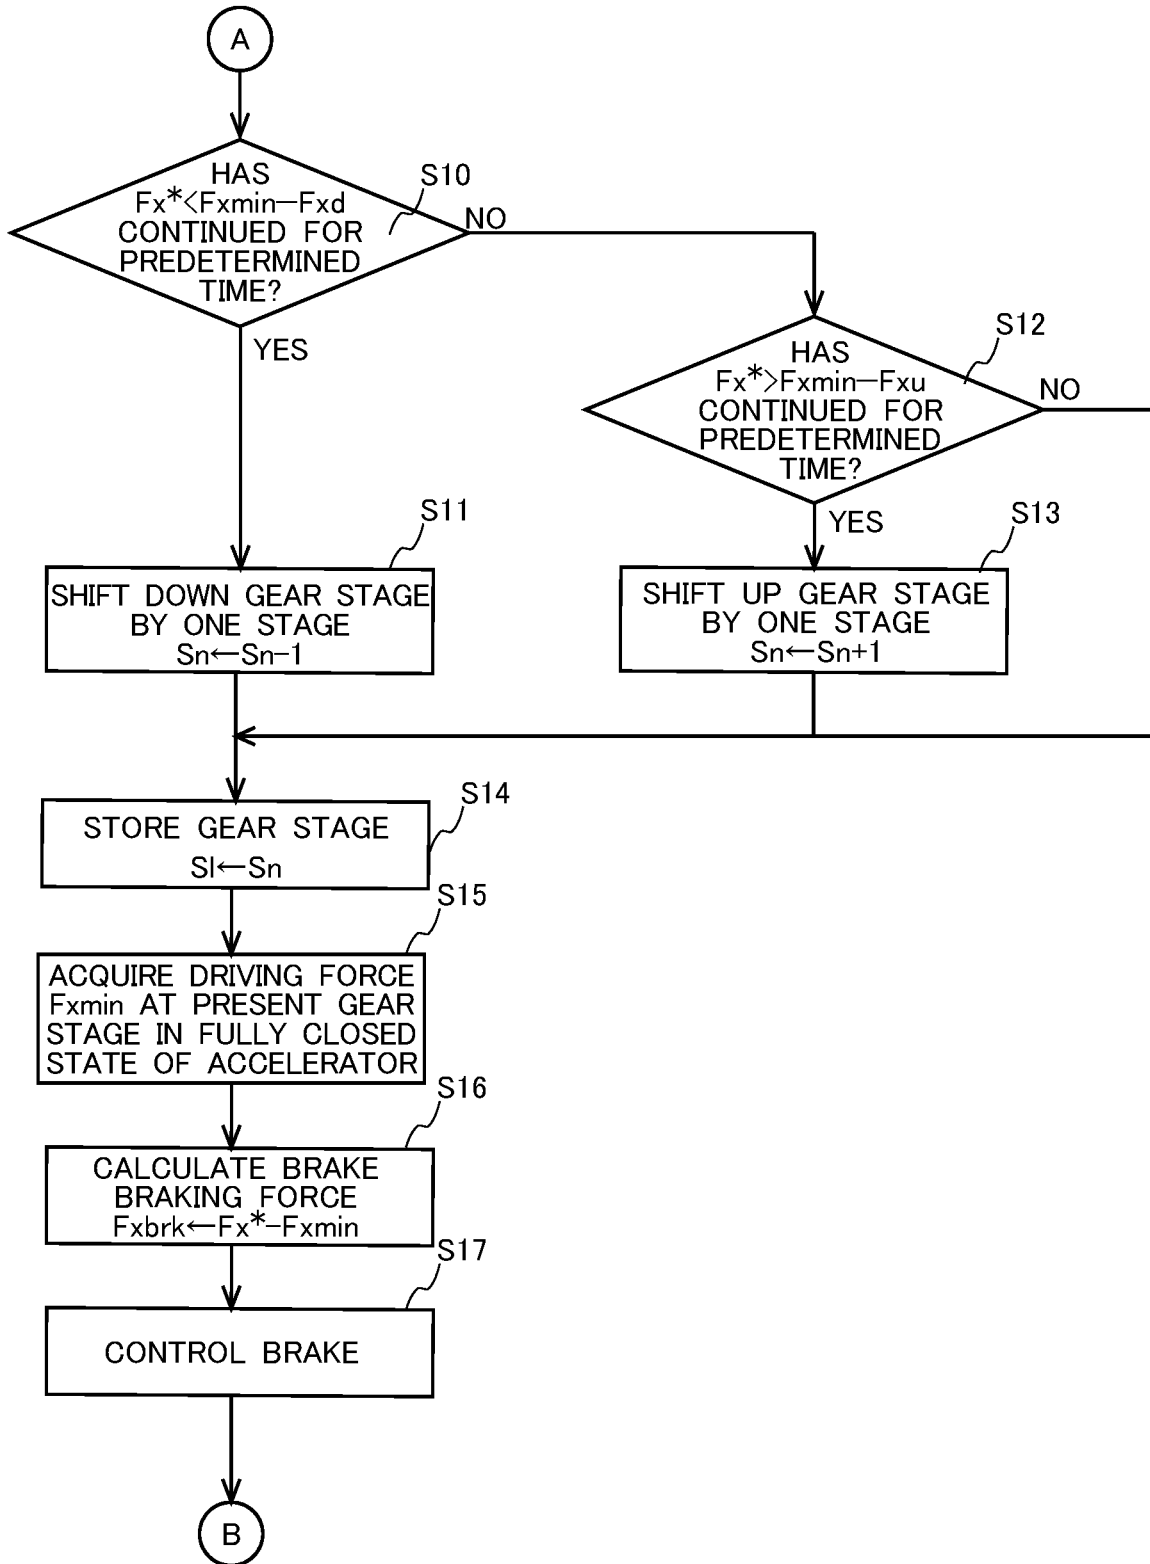 A
HAS
Fx*<Fxmin−Fxd
CONTINUED FOR
PREDETERMINED
TIME?
S10
NO
YES
HAS
Fx*>Fxmin−Fxu
CONTINUED FOR
PREDETERMINED
TIME?
S12
NO
YES
S11
SHIFT DOWN GEAR STAGE
BY ONE STAGE
Sn←Sn−1
S13
SHIFT UP GEAR STAGE
BY ONE STAGE
Sn←Sn+1
S14
STORE GEAR STAGE
Sl←Sn
S15
ACQUIRE DRIVING FORCE
Fxmin AT PRESENT GEAR
STAGE IN FULLY CLOSED
STATE OF ACCELERATOR
S16
CALCULATE BRAKE
BRAKING FORCE
Fxbrk←Fx*−Fxmin
S17
CONTROL BRAKE
B